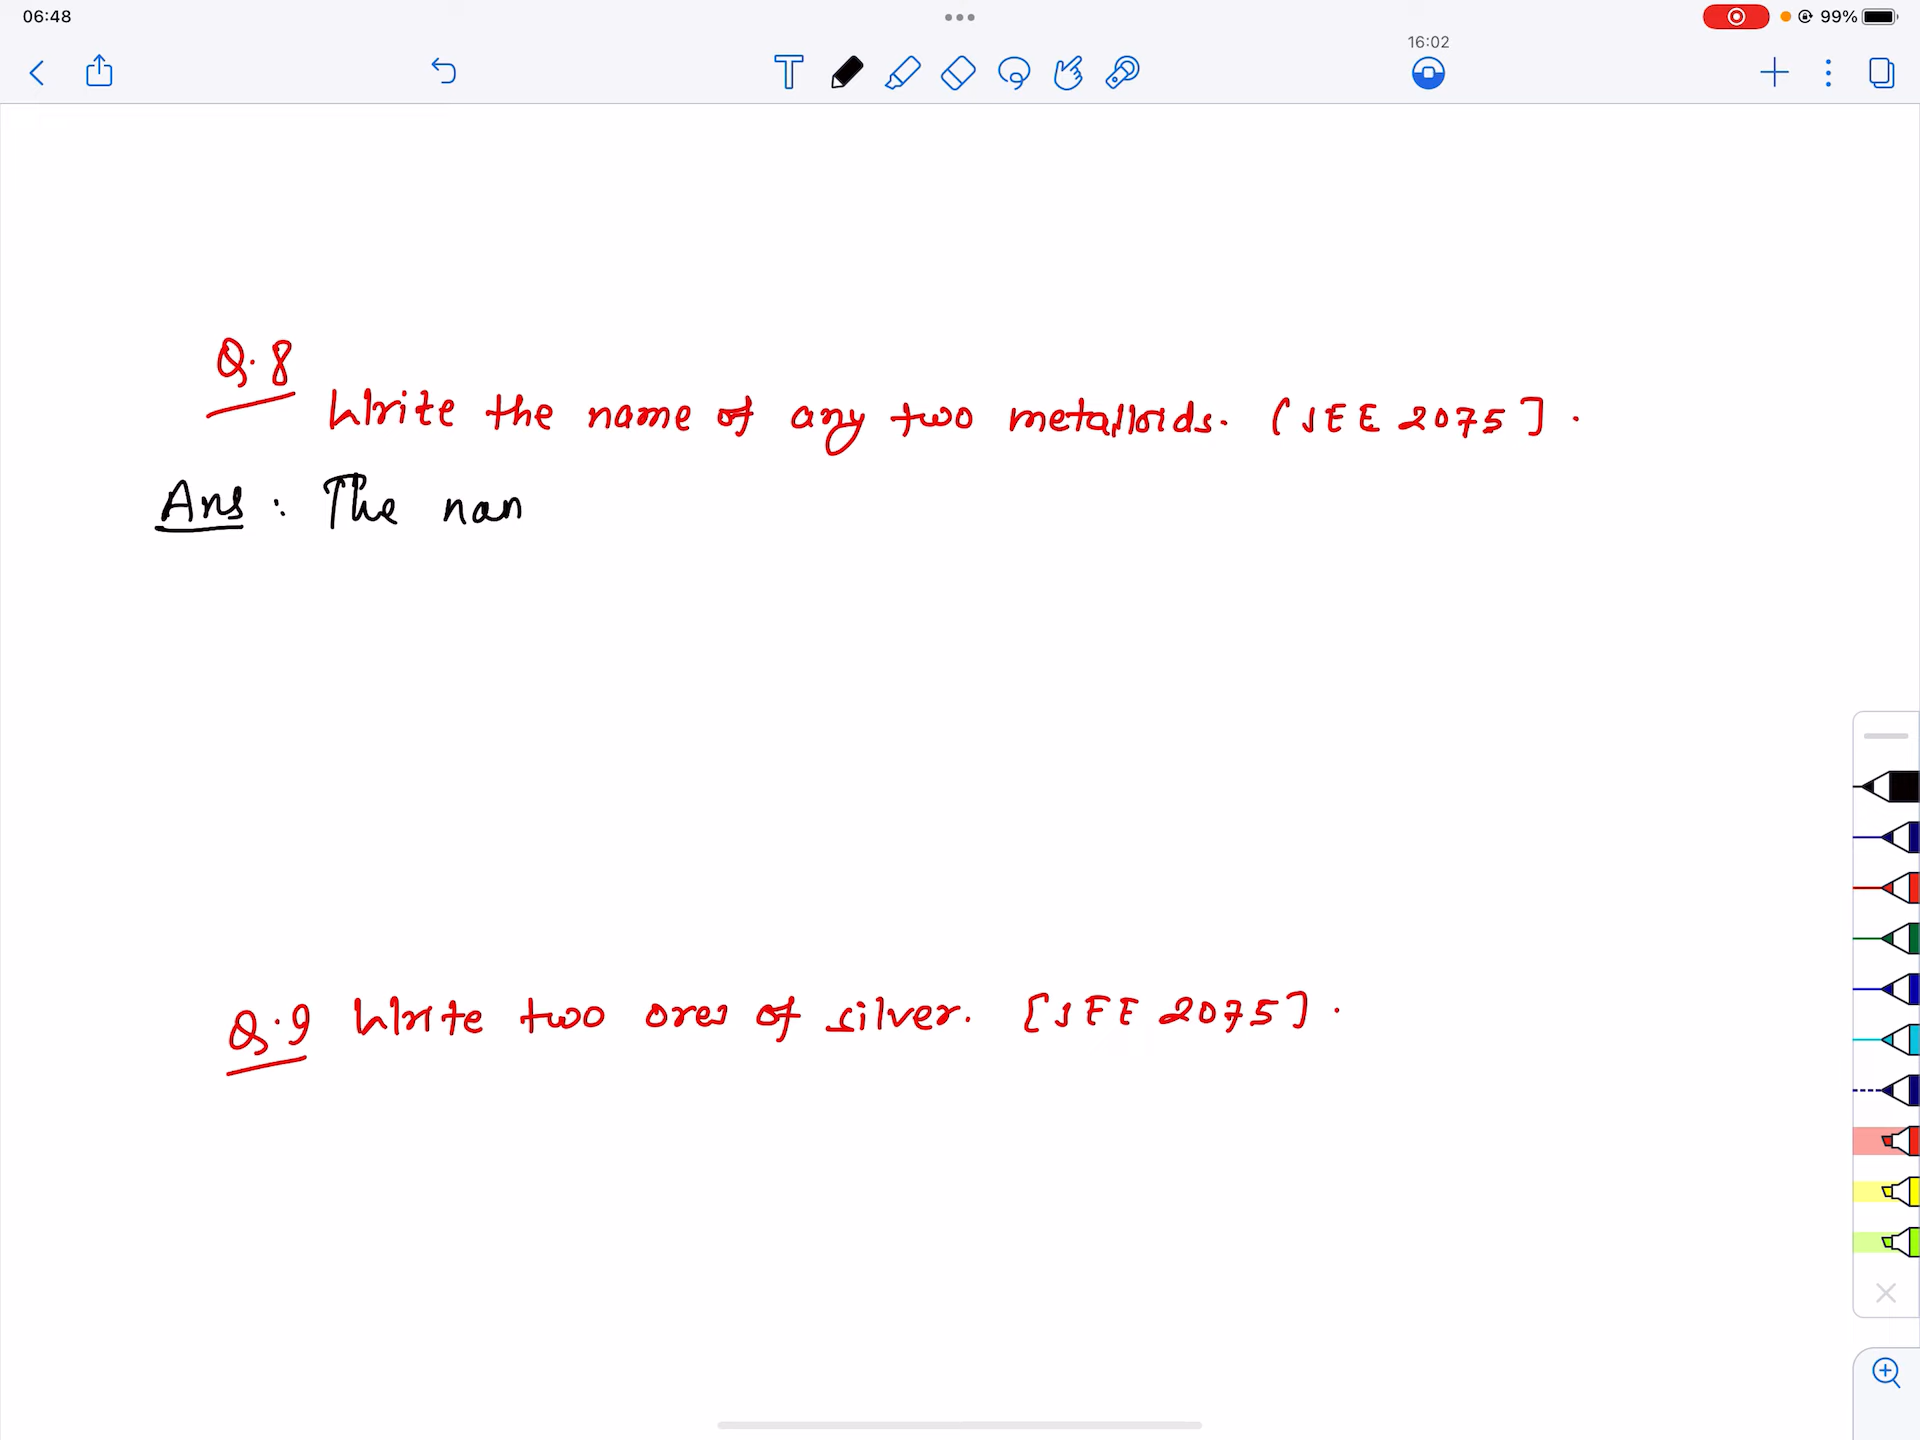 06:48
99%
16:02
Q.8
Write the name of any two metalloids. [SEE 2075].
Ans : The nan
Q.9 Write two ores of silver. [SEE 2075].